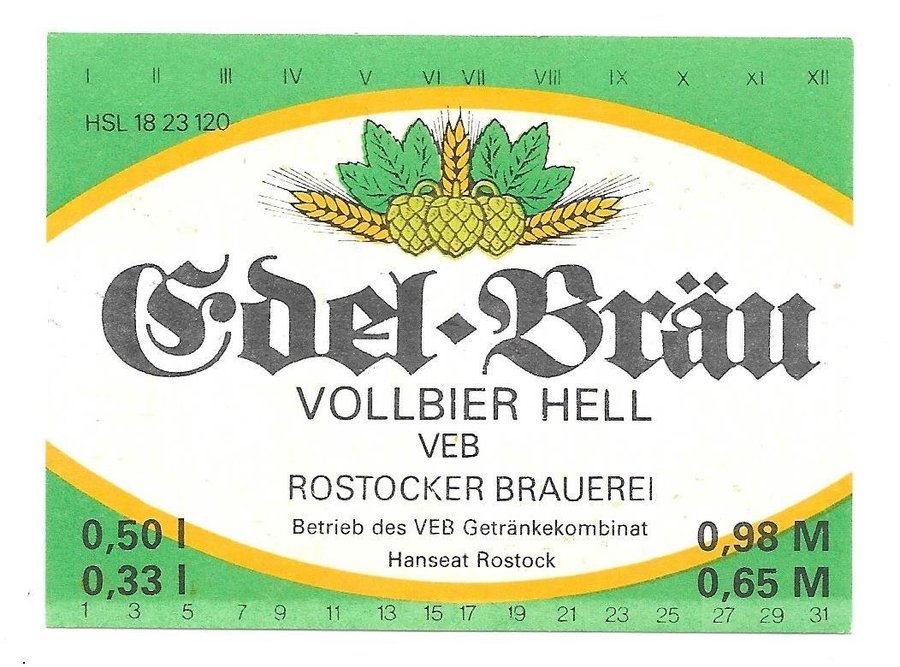 I II III IV V VI VII VIII IX X XI XII
HSL 18 23 120
Edel-Bräu
VOLLBIER HELL
VEB
ROSTOCKER BRAUEREI
Betrieb des VEB Getränkekombinat
Hanseat Rostock
0,50 l 0,98 M
0,33 l 0,65 M
1 3 5 7 9 11 13 15 17 19 21 23 25 27 29 31